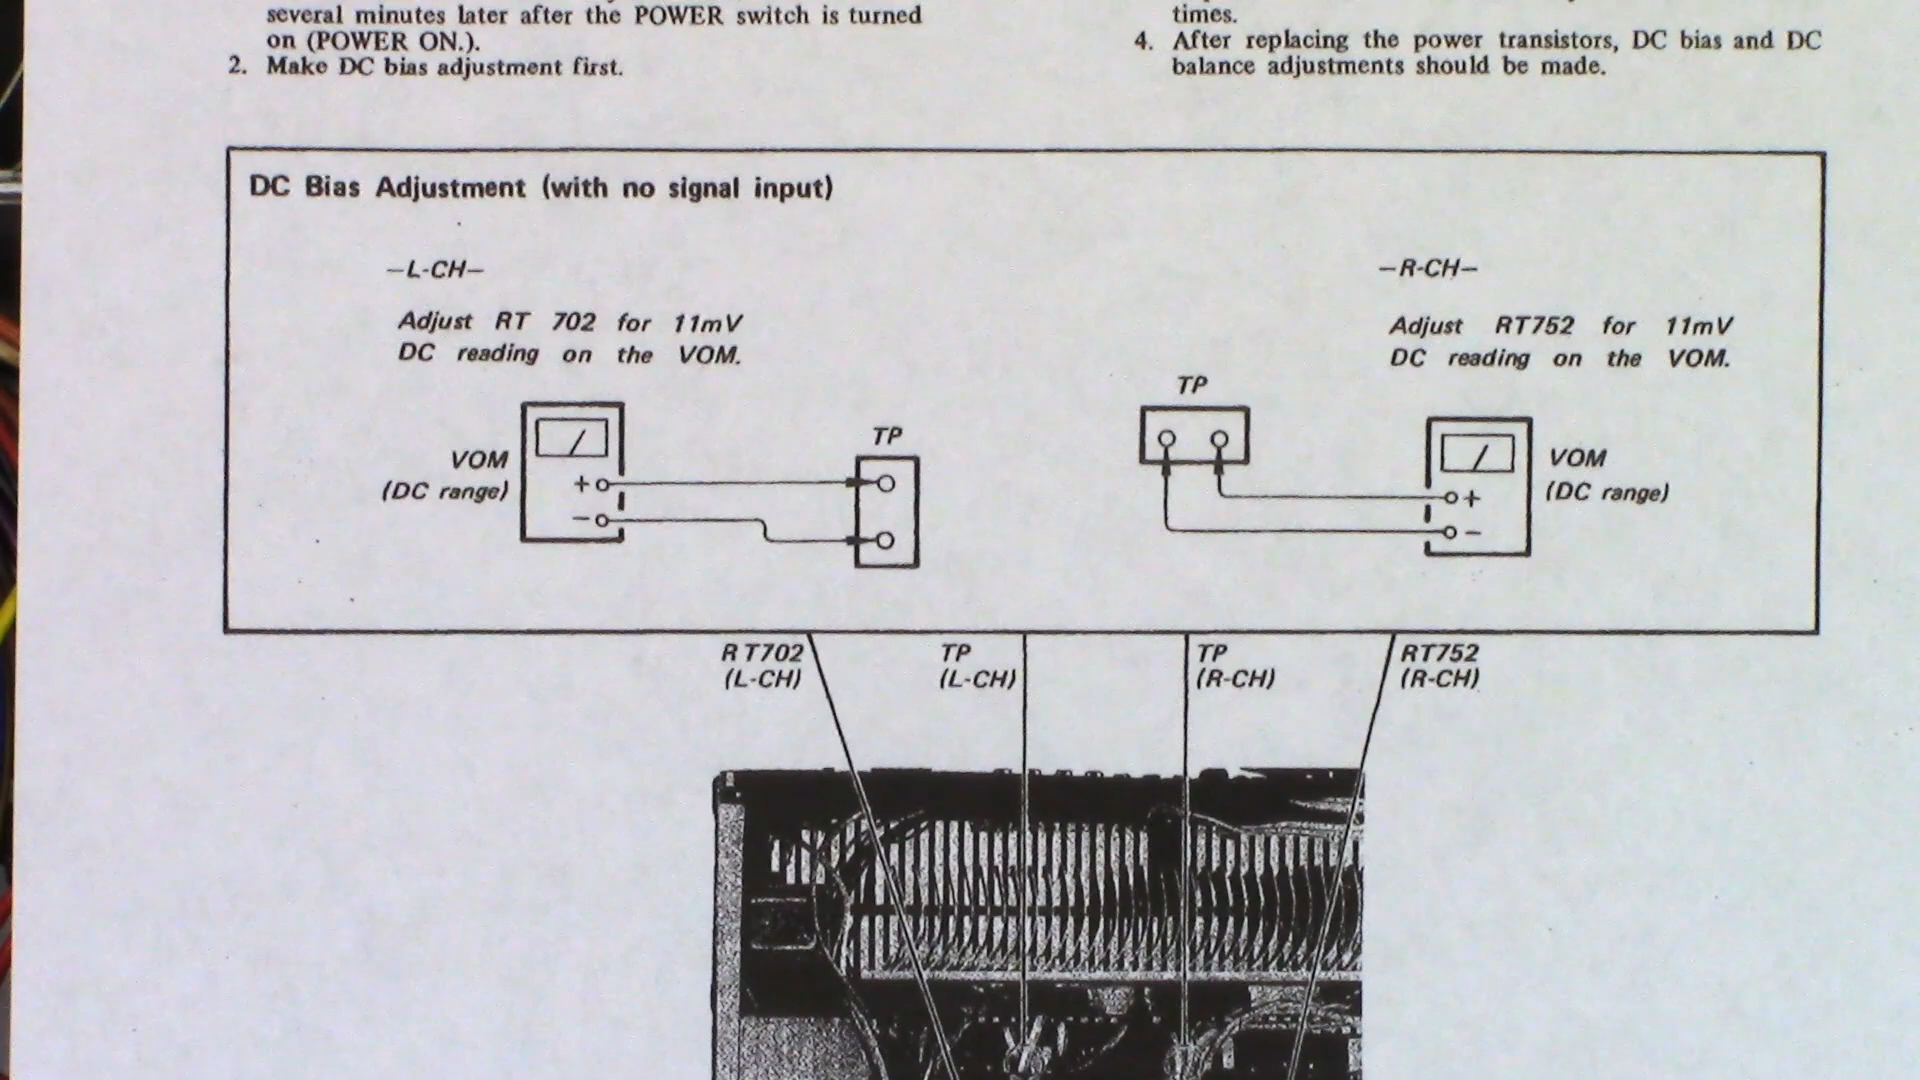 several minutes later after the POWER switch is turned
on (POWER ON.).
2. Make DC bias adjustment first.
times.
4. After replacing the power transistors, DC bias and DC
balance adjustments should be made.
DC Bias Adjustment (with no signal input)
—L-CH—
Adjust RT 702 for 11mV
DC reading on the VOM.
VOM
(DC range)
+
−
TP
—R-CH—
Adjust RT752 for 11mV
DC reading on the VOM.
TP
+
−
VOM
(DC range)
RT702
(L-CH)
TP
(L-CH)
TP
(R-CH)
RT752
(R-CH)